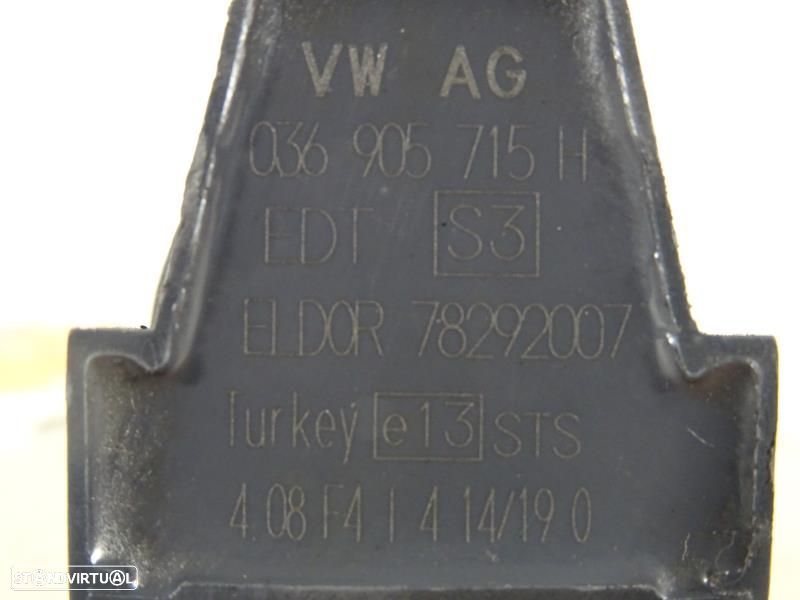 VW AG
036 905 715 H
EDT S3
ELDOR 78292007
Turkey e13 STS
4 08 F4 I 4 14/19 0
STANDVIRTUAL